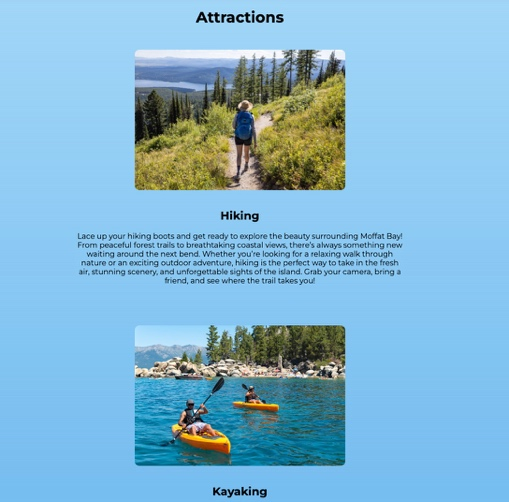 Attractions
Hiking
Lace up your hiking boots and get ready to explore the beauty surrounding Moffat Bay!
From peaceful forest trails to breathtaking coastal views, there's always something new
waiting around the next bend. Whether you're looking for a relaxing walk through
nature or an exciting outdoor adventure, hiking is the perfect way to take in the fresh
air, stunning scenery, and unforgettable sights of the island. Grab your camera, bring a
friend, and see where the trail takes you!
Kayaking